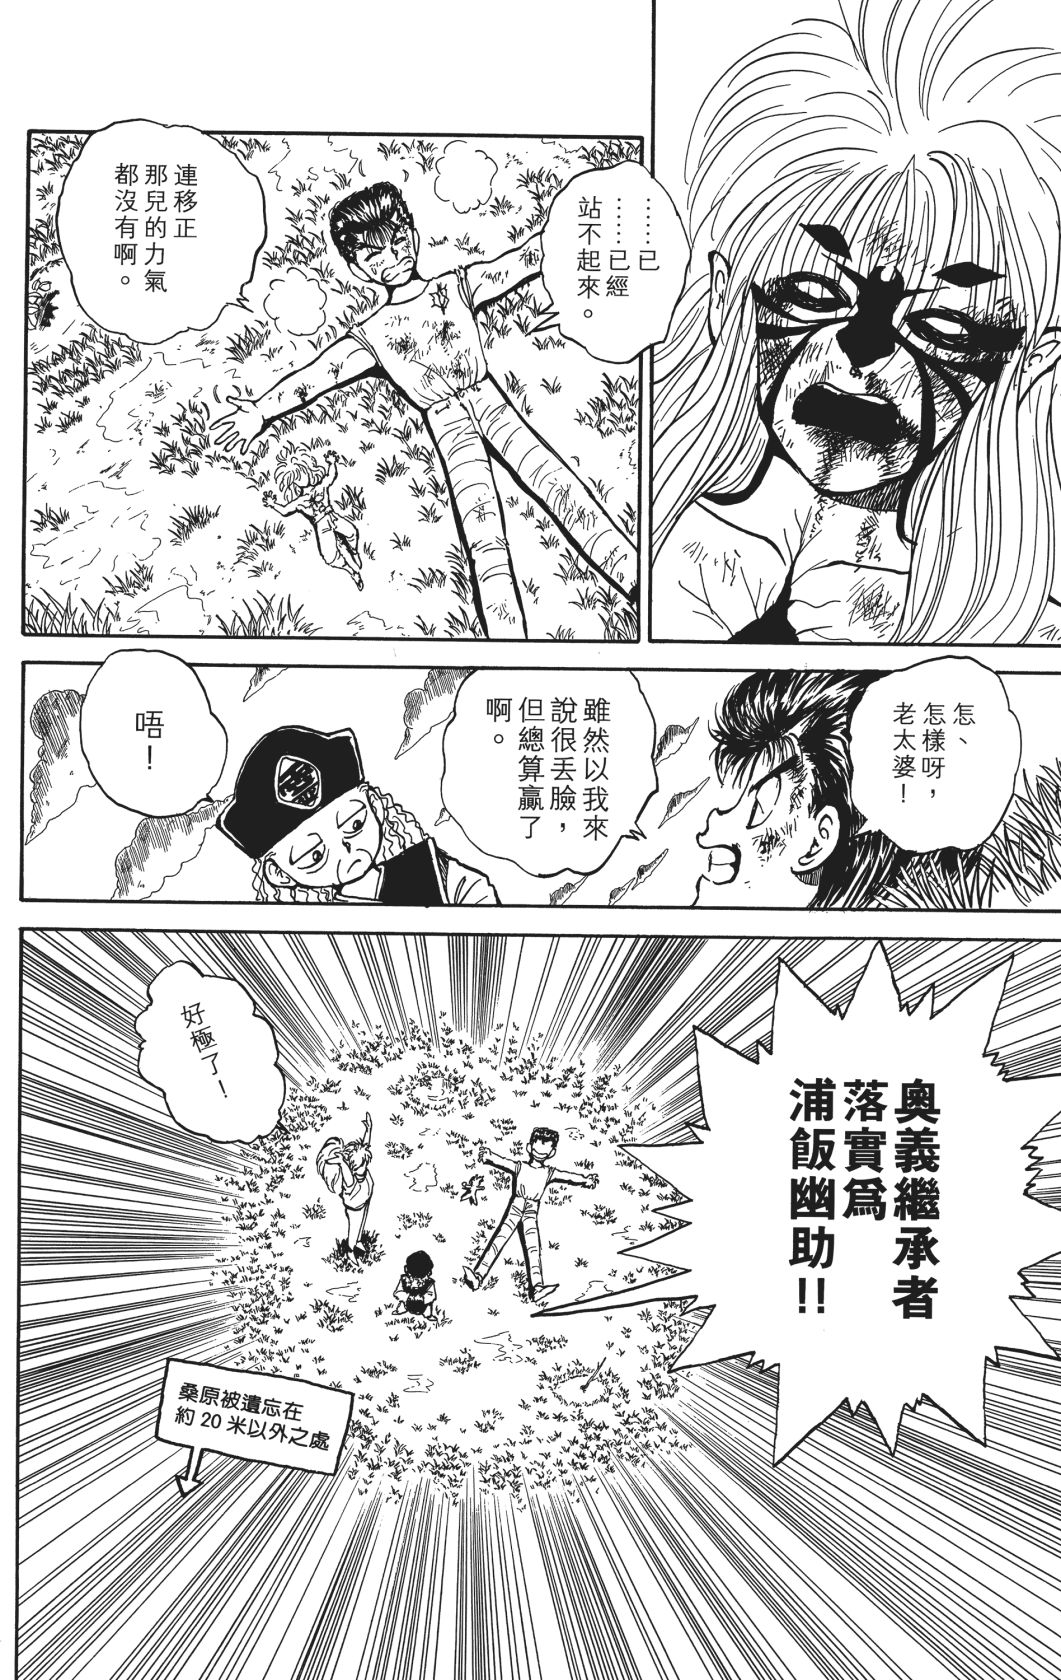 ……已
……已經
站不起來。
連移正
那兒的力氣
都沒有啊。
怎、
怎樣呀，
老太婆！
雖然以我來
說很丟臉，
但總算贏了
啊。
唔！
奧義繼承者
落實為
浦飯幽助!!
好極了！
桑原被遺忘在
約20米以外之處